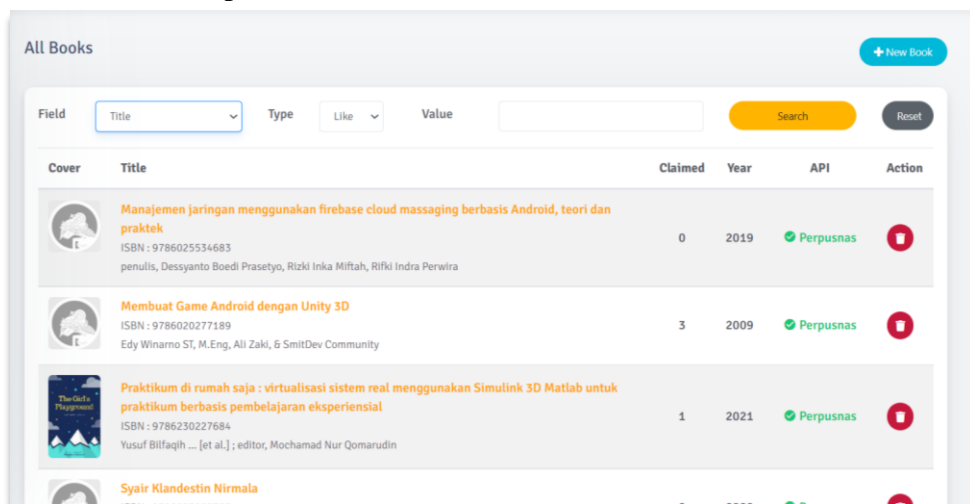 All Books
New Book
Field Title Type Like Value Search Reset
Cover Title Claimed Year API Action
Manajemen jaringan menggunakan firebase cloud massaging berbasis Android, teori dan
praktek
ISBN : 9786025534683
penulis, Dessyanto Boedi Prasetyo, Rizki Inka Miftah, Rifki Indra Perwira
0 2019 Perpusnas
Membuat Game Android dengan Unity 3D
ISBN : 9786020277189
Edy Winarno ST, M.Eng, Ali Zaki, & SmitDev Community
3 2009 Perpusnas
The Girl's
Playground
Praktikum di rumah saja : virtualisasi sistem real menggunakan Simulink 3D Matlab untuk
praktikum berbasis pembelajaran eksperiensial
ISBN : 9786230227684
Yusuf Bilfaqih ... [et al.] ; editor, Mochamad Nur Qomarudin
1 2021 Perpusnas
Syair Klandestin Nirmala